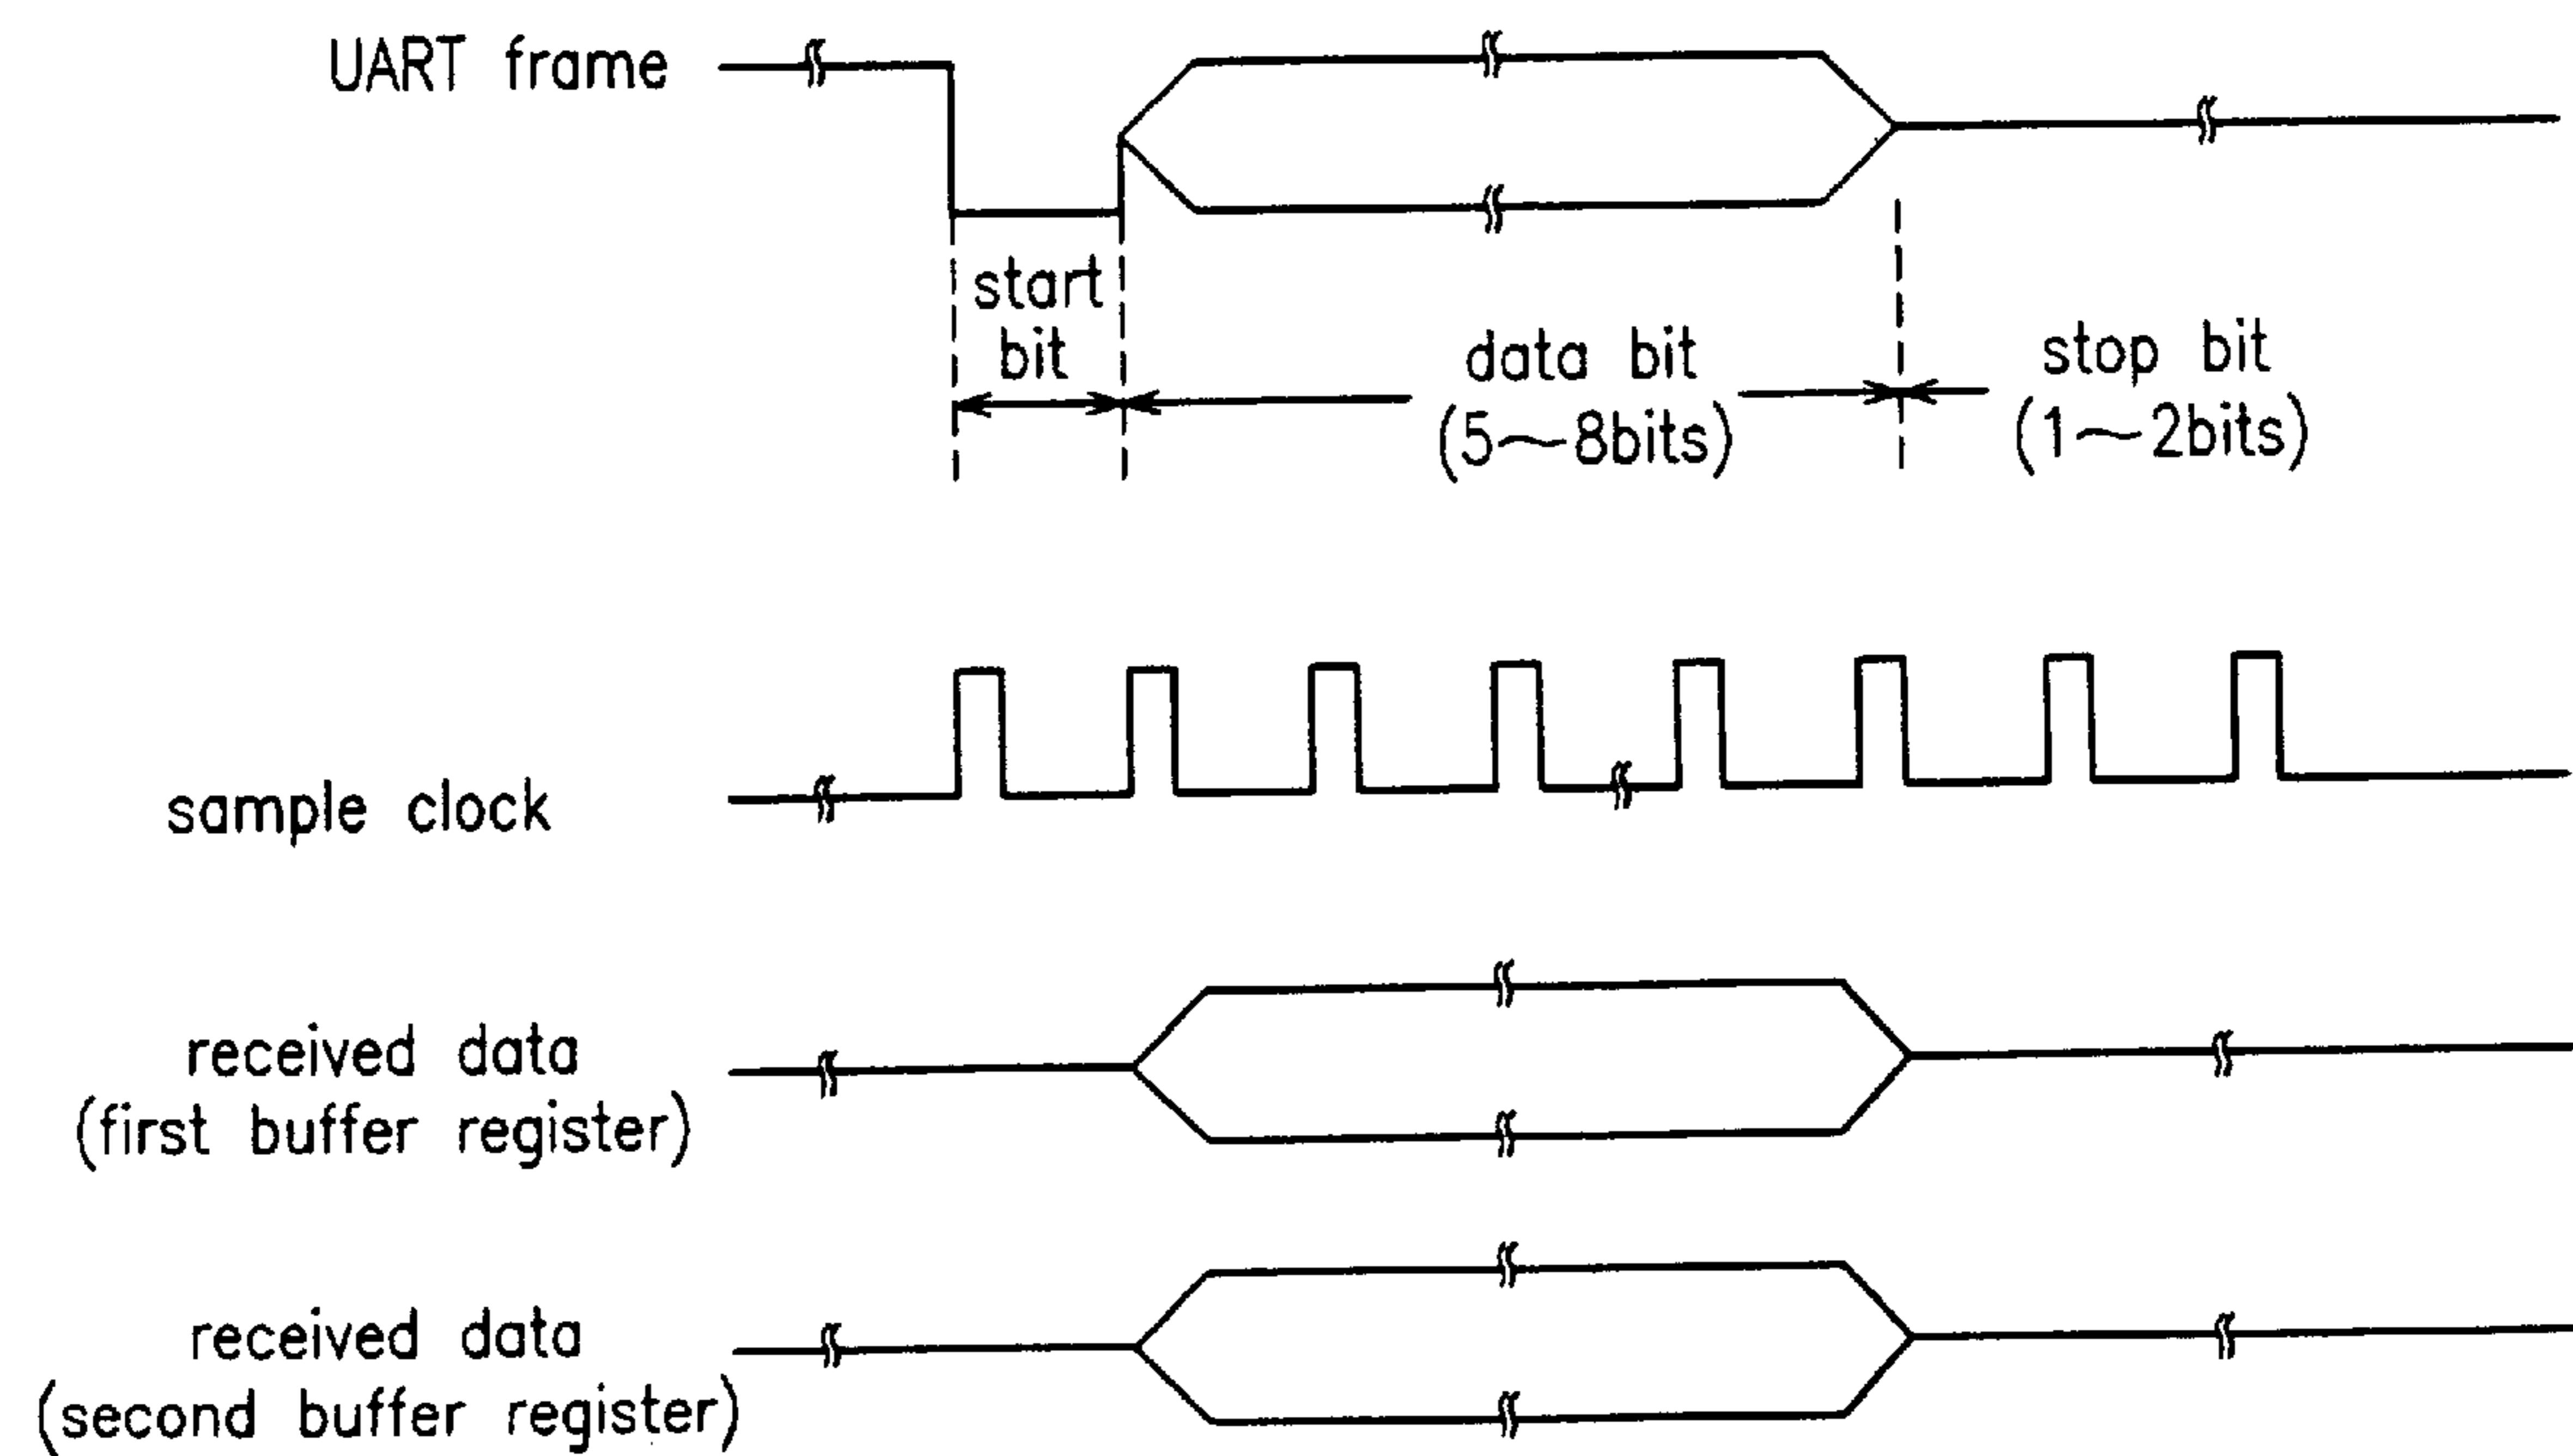 UART frame
start
bit
data bit
(5～8bits)
stop bit
(1～2bits)
sample clock
received data
(first buffer register)
received data
(second buffer register)